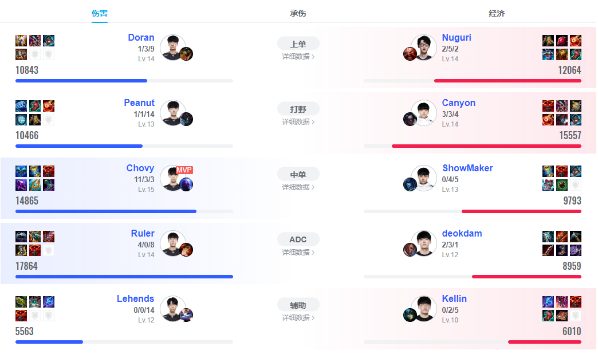 伤害 承伤 经济
Doran 上单 Nuguri
1/3/9 详细数据 > 2/5/2
Lv.14 Lv.14
10843 12064
Peanut 打野 Canyon
1/1/14 详细数据 > 3/3/4
Lv.13 Lv.14
10466 15557
Chovy MVP 中单 ShowMaker
11/3/3 详细数据 > 0/4/5
Lv.15 Lv.13
14865 9793
Ruler ADC deokdam
4/0/8 详细数据 > 2/3/1
Lv.14 Lv.12
17864 8959
Lehends 辅助 Kellin
0/0/14 详细数据 > 0/2/5
Lv.12 Lv.10
5563 6010